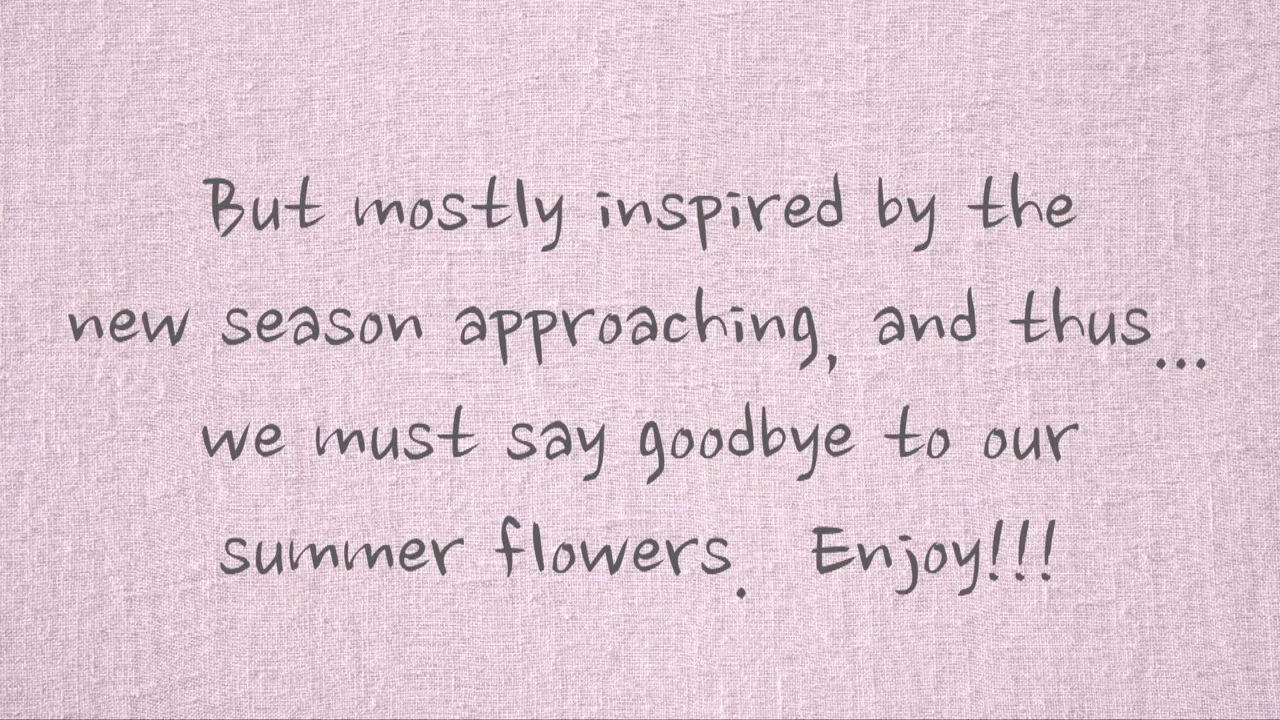 But mostly inspired by the
new season approaching, and thus...
we must say goodbye to our
summer flowers.  Enjoy!!!